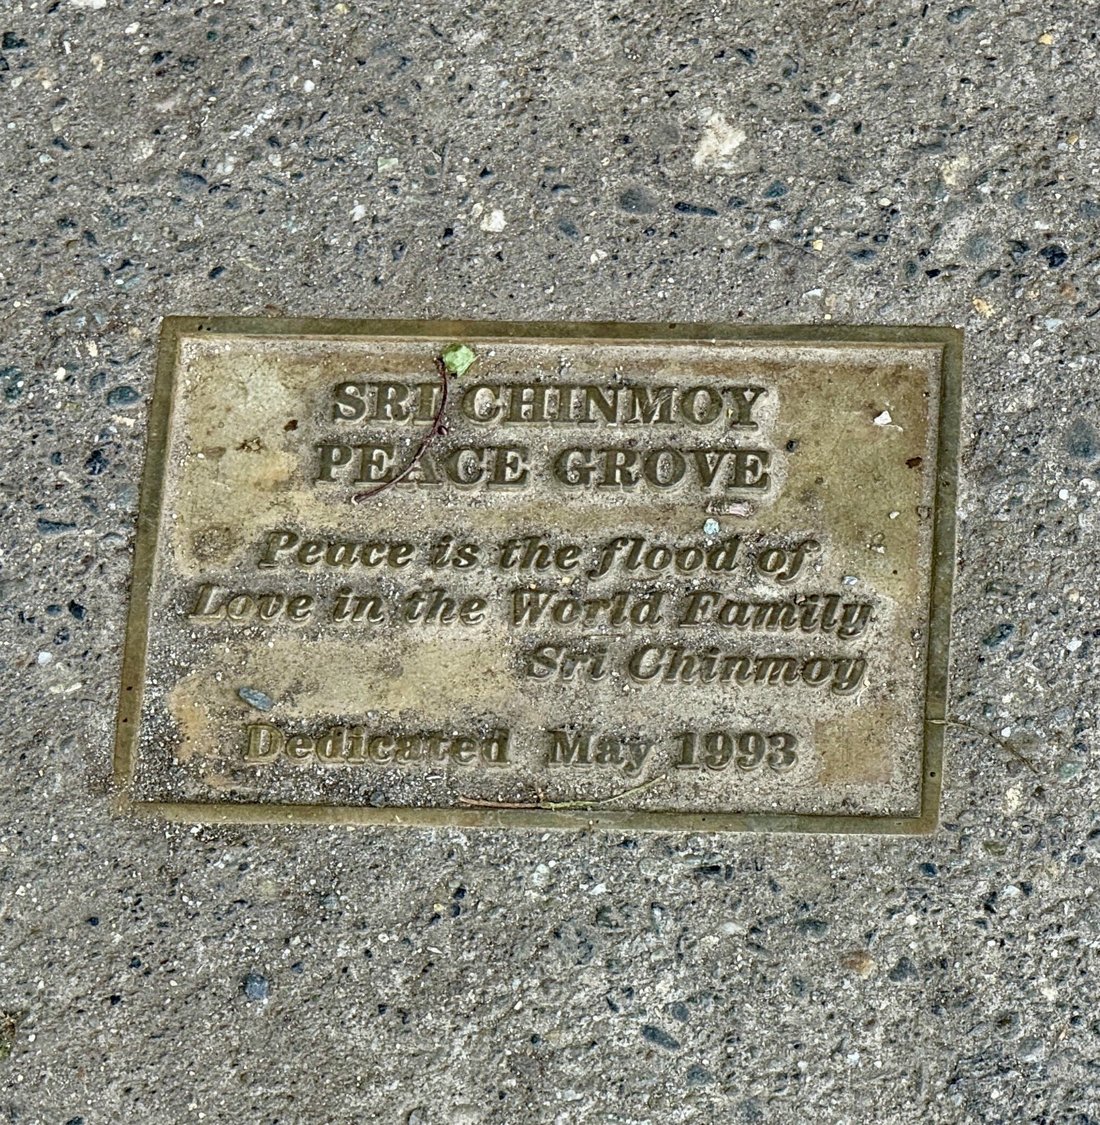 SRI CHINMOY
PEACE GROVE
Peace is the flood of
Love in the World Family
Sri Chinmoy
Dedicated May 1993